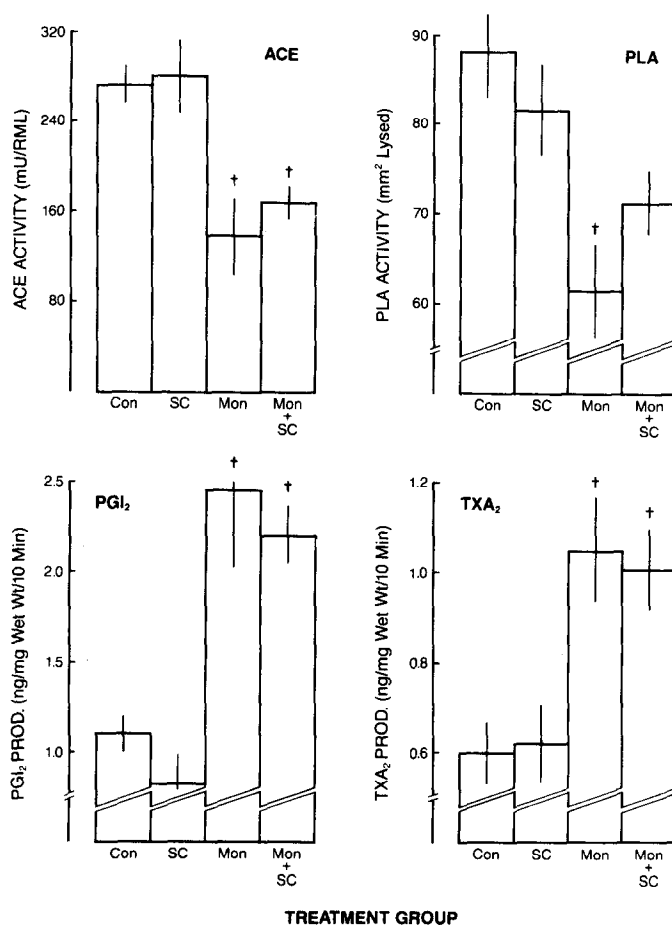 ACE
ACE ACTIVITY (mU/RML)
320
240
160
80
†
†
Con
SC
Mon
Mon
+
SC
PLA
PLA ACTIVITY (mm² Lysed)
90
80
70
60
†
Con
SC
Mon
Mon
+
SC
PGI₂
PGI₂ PROD. (ng/mg Wet Wt/10 Min)
2.5
2.0
1.5
1.0
†
†
Con
SC
Mon
Mon
+
SC
TXA₂
TXA₂ PROD. (ng/mg Wet Wt/10 Min)
1.2
1.0
0.8
0.6
†
†
Con
SC
Mon
Mon
+
SC
TREATMENT GROUP